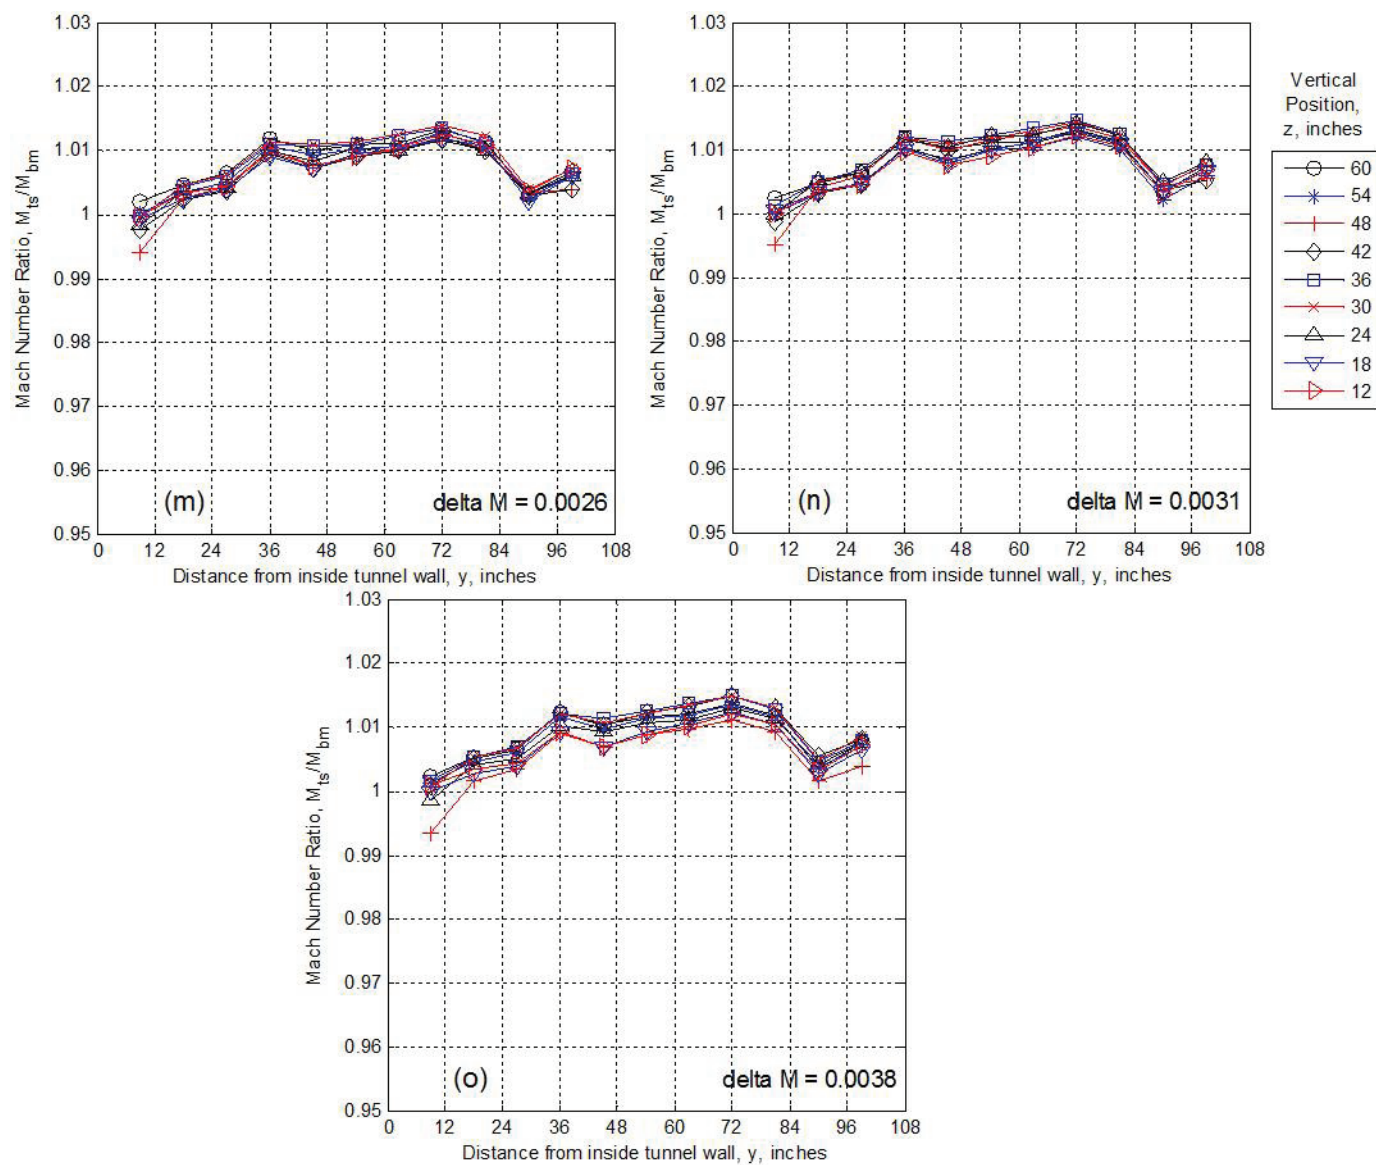 1.03
1.02
1.01
1
0.99
0.98
0.97
0.96
0.95
Mach Number Ratio, Mts/Mbm
(m)
delta M = 0.0026
0 12 24 36 48 60 72 84 96 108
Distance from inside tunnel wall, y, inches
1.03
1.02
1.01
1
0.99
0.98
0.97
0.96
0.95
Mach Number Ratio, Mts/Mbm
(n)
delta M = 0.0031
0 12 24 36 48 60 72 84 96 108
Distance from inside tunnel wall, y, inches
Vertical
Position,
z, inches
60
54
48
42
36
30
24
18
12
1.03
1.02
1.01
1
0.99
0.98
0.97
0.96
0.95
Mach Number Ratio, Mts/Mbm
(o)
delta M = 0.0038
0 12 24 36 48 60 72 84 96 108
Distance from inside tunnel wall, y, inches